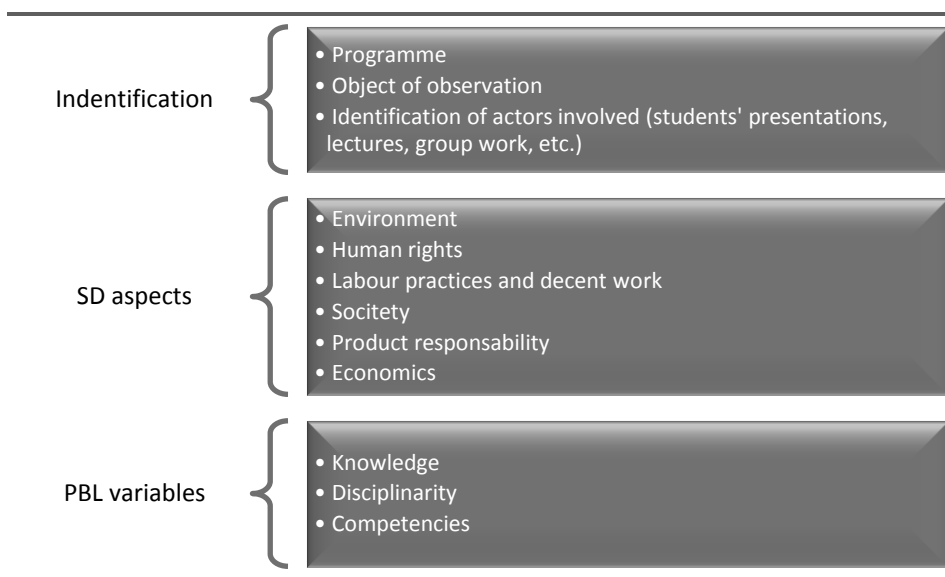 Indentification
• Programme
• Object of observation
• Identification of actors involved (students' presentations,
lectures, group work, etc.)
SD aspects
• Environment
• Human rights
• Labour practices and decent work
• Socitety
• Product responsability
• Economics
PBL variables
• Knowledge
• Disciplinarity
• Competencies